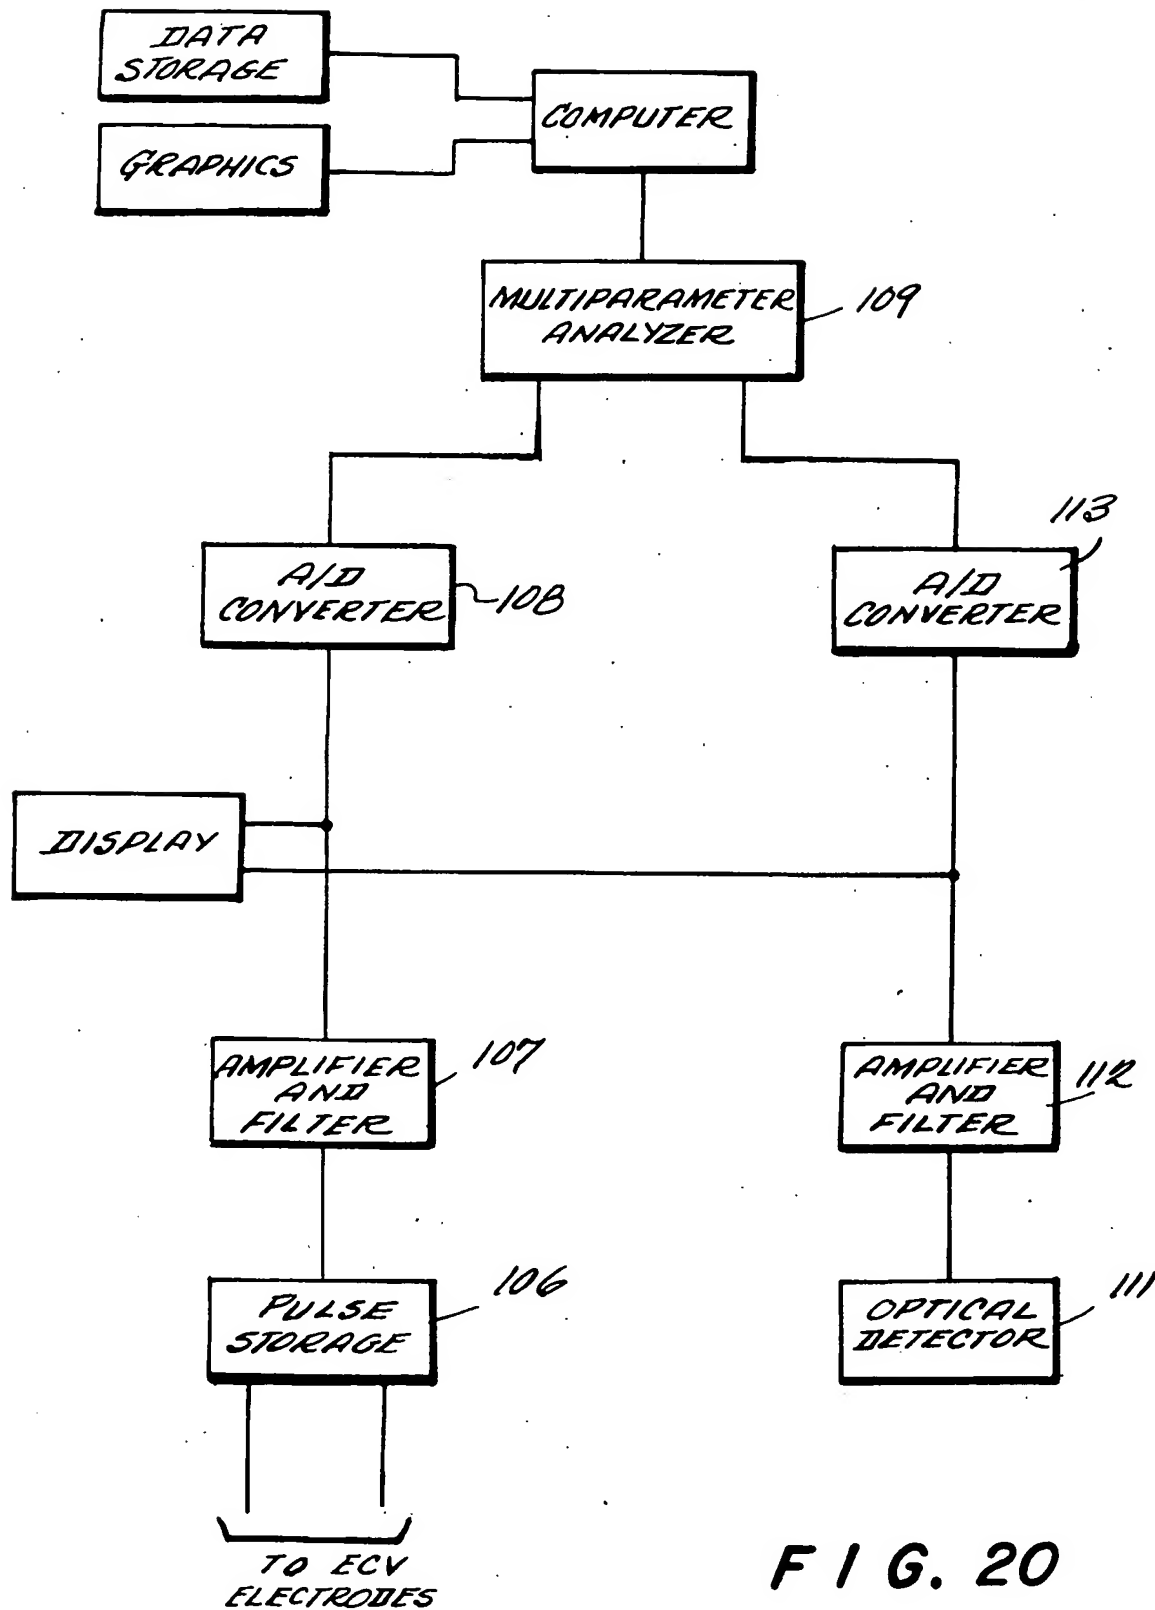 DATA
STORAGE
COMPUTER
GRAPHICS
MULTIPARAMETER
ANALYZER
109
A/D
CONVERTER
108
113
A/D
CONVERTER
DISPLAY
AMPLIFIER
AND
FILTER
107
AMPLIFIER
AND
FILTER
112
PULSE
STORAGE
106
OPTICAL
DETECTOR
111
TO ECV
ELECTRODES
FIG. 20